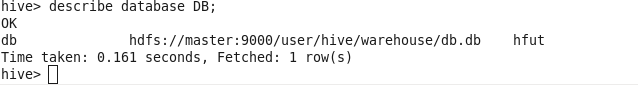 hive> describe database DB;
OK
db hdfs://master:9000/user/hive/warehouse/db.db hfut
Time taken: 0.161 seconds, Fetched: 1 row(s)
hive>